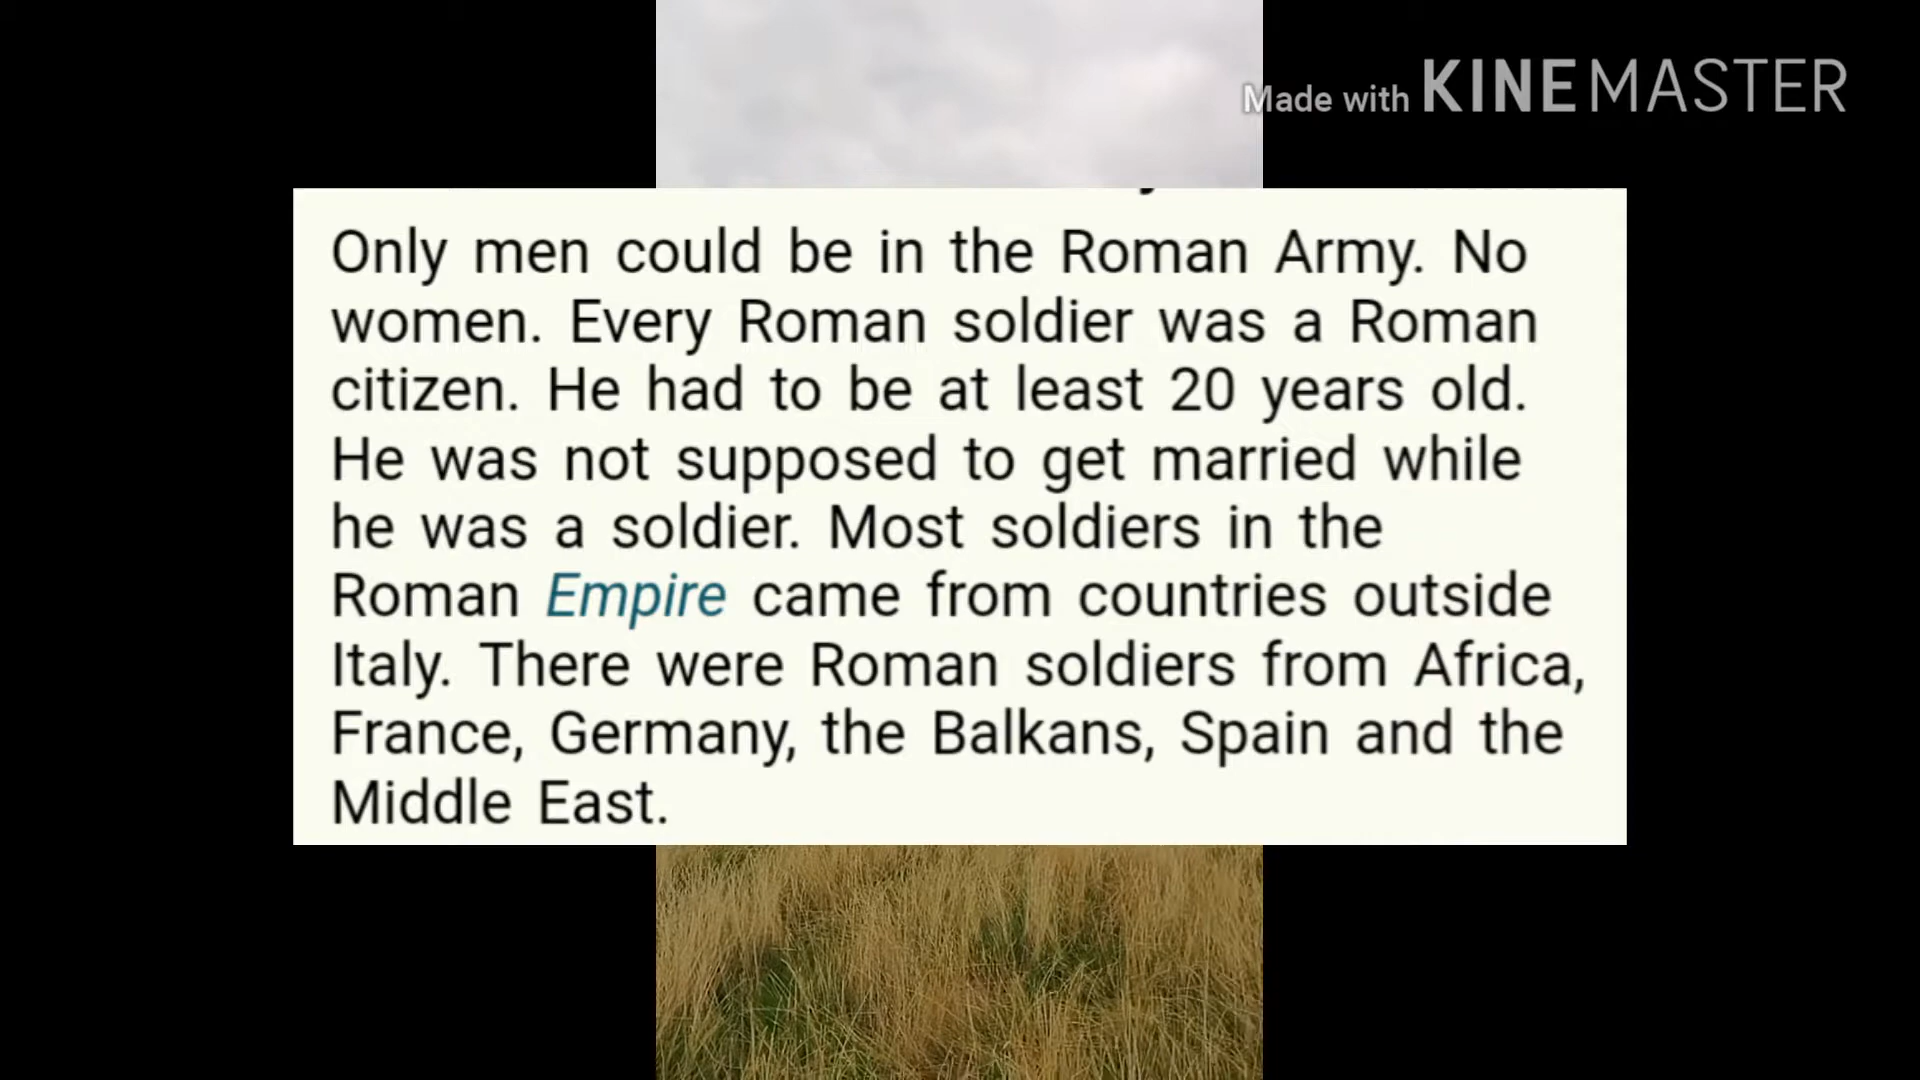 Made with KINEMASTER
Only men could be in the Roman Army. No
women. Every Roman soldier was a Roman
citizen. He had to be at least 20 years old.
He was not supposed to get married while
he was a soldier. Most soldiers in the
Roman Empire came from countries outside
Italy. There were Roman soldiers from Africa,
France, Germany, the Balkans, Spain and the
Middle East.